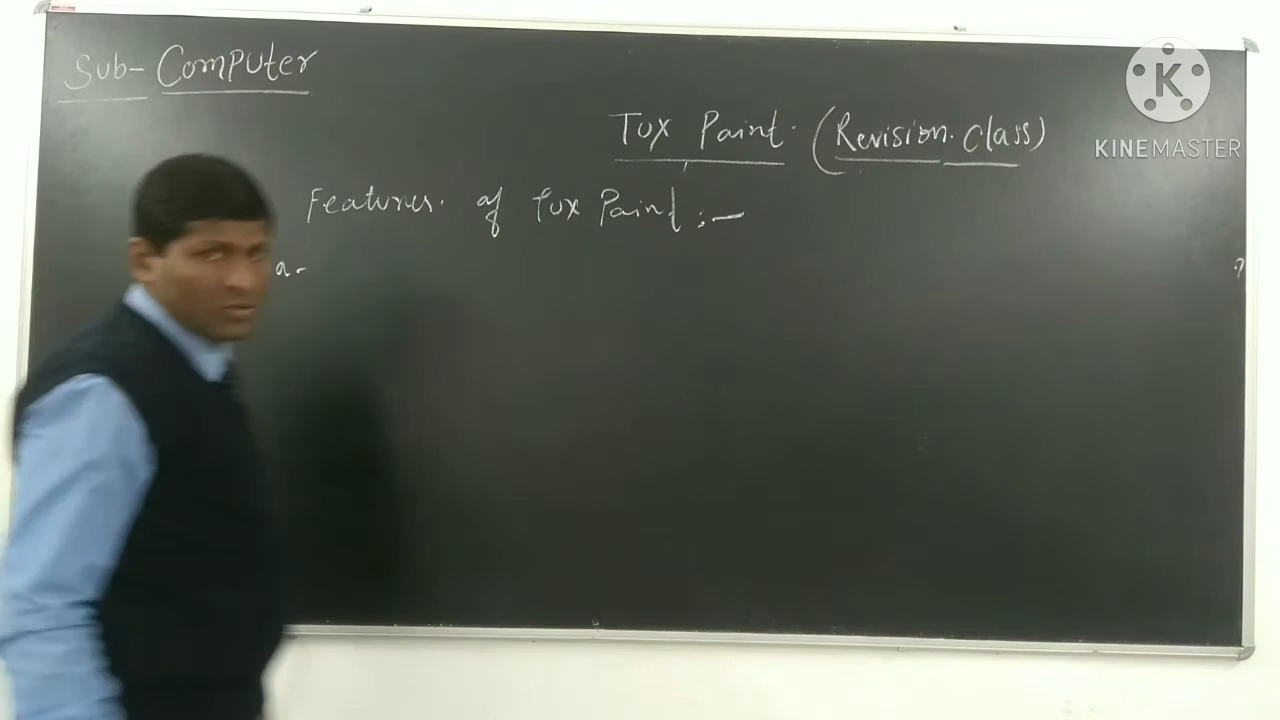 Sub- Computer
K
KINEMASTER
Tux Paint. (Revision. Class)
Features. of Tux Paint :-
a-
?